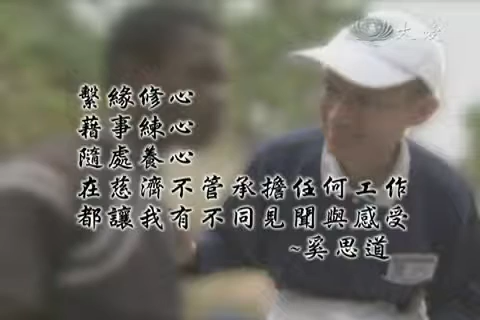 大愛
繫緣修心
藉事練心
隨處養心
在慈濟不管承擔任何工作
都讓我有不同見聞與感受
~奚思道